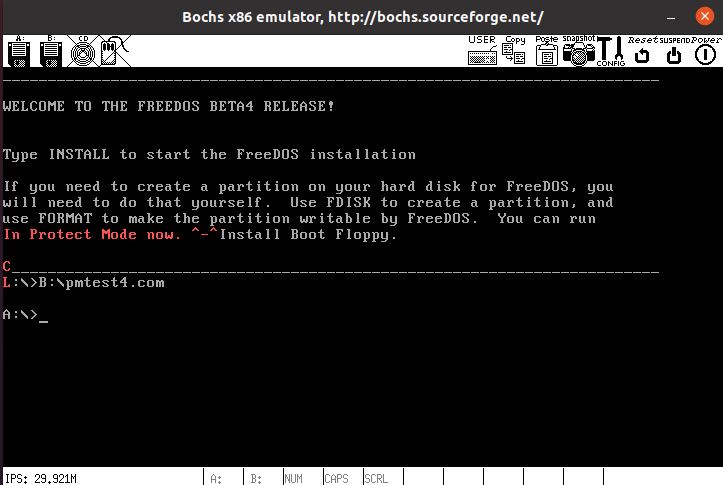 Bochs x86 emulator, http://bochs.sourceforge.net/
A: B: CD USER Copy Paste snapshot CONFIG Reset SUSPEND Power
WELCOME TO THE FREEDOS BETA4 RELEASE!
Type INSTALL to start the FreeDOS installation
If you need to create a partition on your hard disk for FreeDOS, you
will need to do that yourself.  Use FDISK to create a partition, and
use FORMAT to make the partition writable by FreeDOS.  You can run
In Protect Mode now. ^-^Install Boot Floppy.
C
L:\>B:\pmtest4.com
A:\>_
IPS: 29.921M A: B: NUM CAPS SCRL